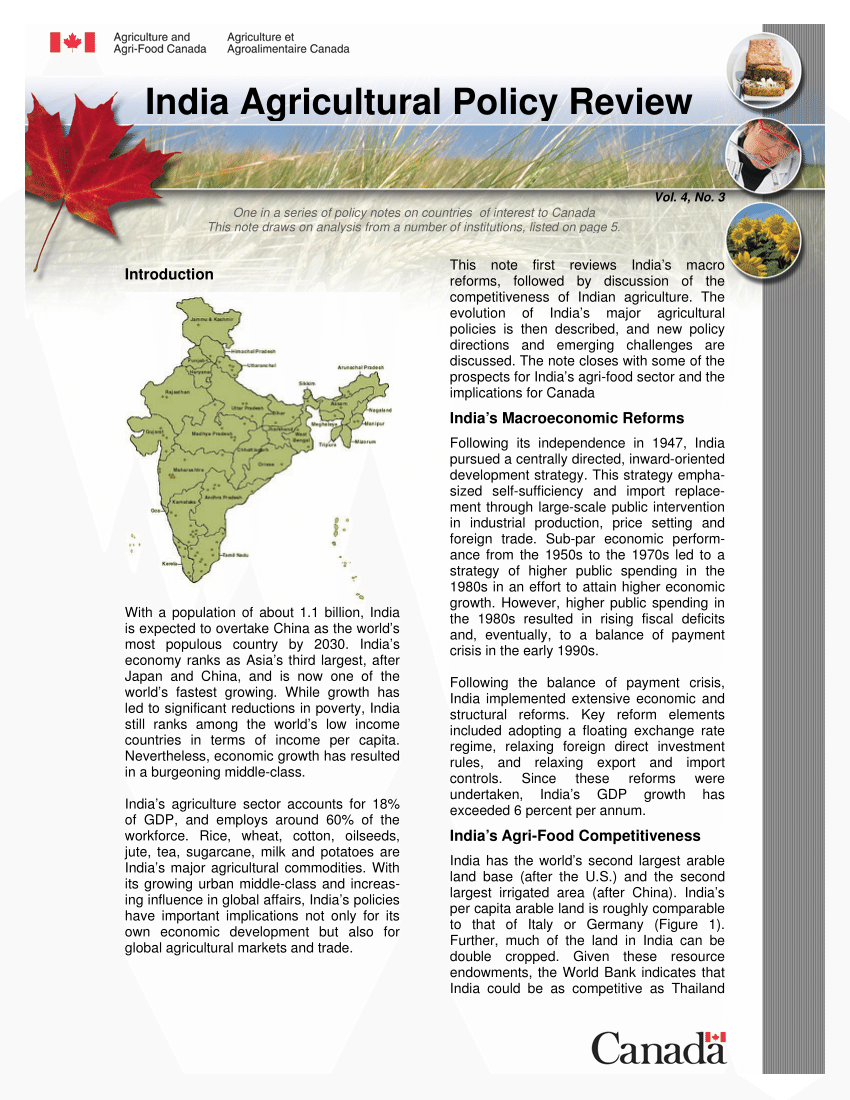 Agriculture and
Agri-Food Canada
Agriculture et
Agroalimentaire Canada
India Agricultural Policy Review
Vol. 4, No. 3
One in a series of policy notes on countries of interest to Canada
This note draws on analysis from a number of institutions, listed on page 5.
Introduction
Jammu & Kashmir
Himachal Pradesh
Punjab
Uttaranchal
Haryana
Arunachal Pradesh
Sikkim
Rajasthan
Uttar Pradesh
Assam
Bihar
Nagaland
Meghalaya
Manipur
Gujarat
Madhya Pradesh
Jharkhand
West
Bengal
Tripura
Mizoram
Chhattisgarh
Orissa
Maharashtra
Andhra Pradesh
Karnataka
Goa
Tamil Nadu
Kerala
With a population of about 1.1 billion, India
is expected to overtake China as the world's
most populous country by 2030. India's
economy ranks as Asia's third largest, after
Japan and China, and is now one of the
world's fastest growing. While growth has
led to significant reductions in poverty, India
still ranks among the world's low income
countries in terms of income per capita.
Nevertheless, economic growth has resulted
in a burgeoning middle-class.
India's agriculture sector accounts for 18%
of GDP, and employs around 60% of the
workforce. Rice, wheat, cotton, oilseeds,
jute, tea, sugarcane, milk and potatoes are
India's major agricultural commodities. With
its growing urban middle-class and increas-
ing influence in global affairs, India's policies
have important implications not only for its
own economic development but also for
global agricultural markets and trade.
This note first reviews India's macro
reforms, followed by discussion of the
competitiveness of Indian agriculture. The
evolution of India's major agricultural
policies is then described, and new policy
directions and emerging challenges are
discussed. The note closes with some of the
prospects for India's agri-food sector and the
implications for Canada
India's Macroeconomic Reforms
Following its independence in 1947, India
pursued a centrally directed, inward-oriented
development strategy. This strategy empha-
sized self-sufficiency and import replace-
ment through large-scale public intervention
in industrial production, price setting and
foreign trade. Sub-par economic perform-
ance from the 1950s to the 1970s led to a
strategy of higher public spending in the
1980s in an effort to attain higher economic
growth. However, higher public spending in
the 1980s resulted in rising fiscal deficits
and, eventually, to a balance of payment
crisis in the early 1990s.
Following the balance of payment crisis,
India implemented extensive economic and
structural reforms. Key reform elements
included adopting a floating exchange rate
regime, relaxing foreign direct investment
rules, and relaxing export and import
controls. Since these reforms were
undertaken, India's GDP growth has
exceeded 6 percent per annum.
India's Agri-Food Competitiveness
India has the world's second largest arable
land base (after the U.S.) and the second
largest irrigated area (after China). India's
per capita arable land is roughly comparable
to that of Italy or Germany (Figure 1).
Further, much of the land in India can be
double cropped. Given these resource
endowments, the World Bank indicates that
India could be as competitive as Thailand
Canada